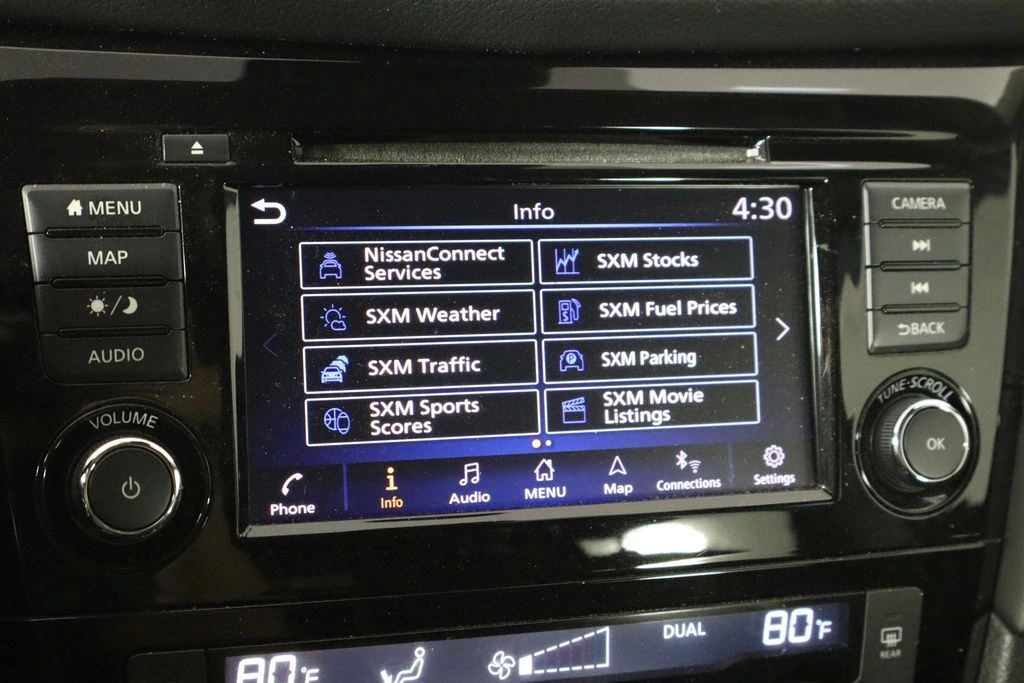 MENU
MAP
AUDIO
VOLUME
Info
4:30
NissanConnect
Services
SXM Stocks
SXM Weather
SXM Fuel Prices
SXM Traffic
SXM Parking
SXM Sports
Scores
SXM Movie
Listings
Phone
Info
Audio
MENU
Map
Connections
Settings
CAMERA
BACK
TUNE·SCROLL
OK
80°F
DUAL
80°F
REAR